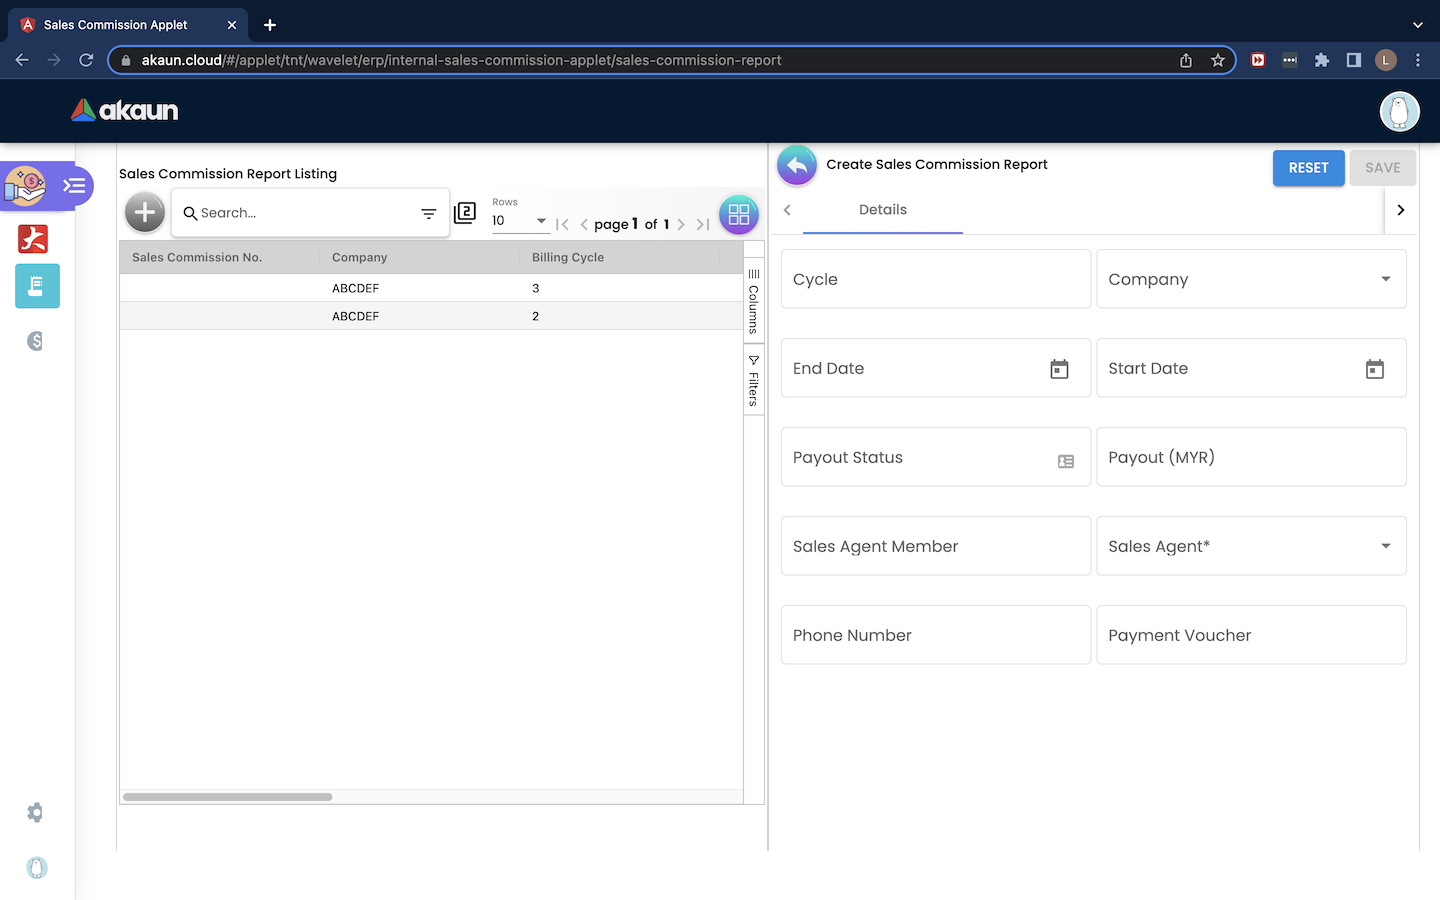 Sales Commission Applet
akaun.cloud/#/applet/tnt/wavelet/erp/internal-sales-commission-applet/sales-commission-report
L
akaun
Sales Commission Report Listing
Search...
2
Rows
10
page 1 of 1
Sales Commission No. Company Billing Cycle
ABCDEF 3
ABCDEF 2
Columns
Filters
Create Sales Commission Report
RESET
SAVE
Details
Cycle
Company
End Date
Start Date
Payout Status
Payout (MYR)
Sales Agent Member
Sales Agent*
Phone Number
Payment Voucher